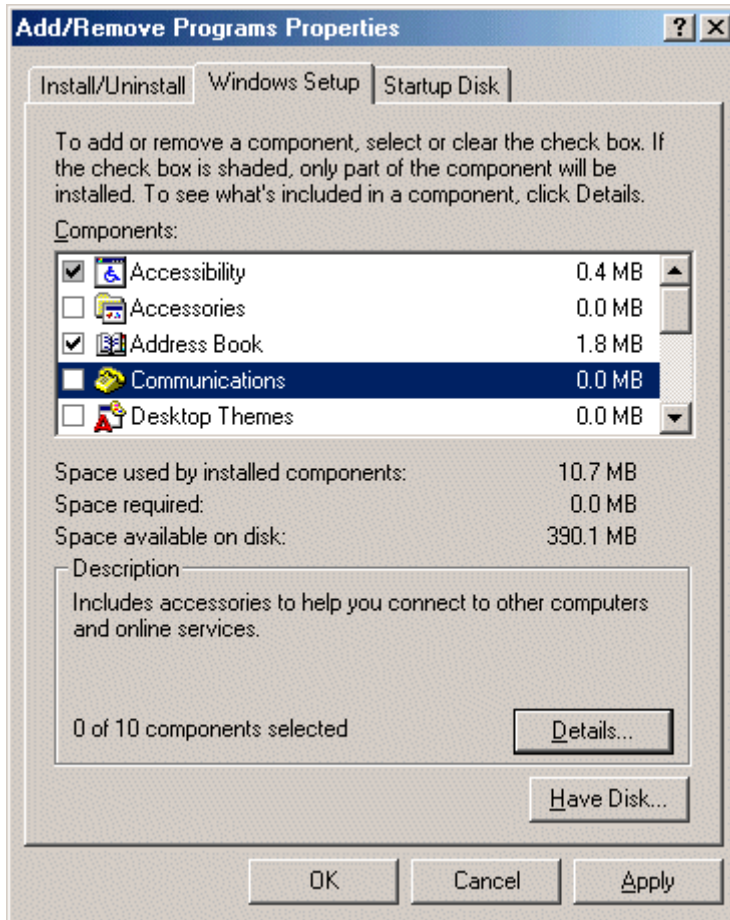 Add/Remove Programs Properties
Install/Uninstall Windows Setup Startup Disk
To add or remove a component, select or clear the check box. If
the check box is shaded, only part of the component will be
installed. To see what's included in a component, click Details.
Components:
Accessibility 0.4 MB
Accessories 0.0 MB
Address Book 1.8 MB
Communications 0.0 MB
Desktop Themes 0.0 MB
Space used by installed components: 10.7 MB
Space required: 0.0 MB
Space available on disk: 390.1 MB
Description
Includes accessories to help you connect to other computers
and online services.
0 of 10 components selected Details...
Have Disk...
OK Cancel Apply